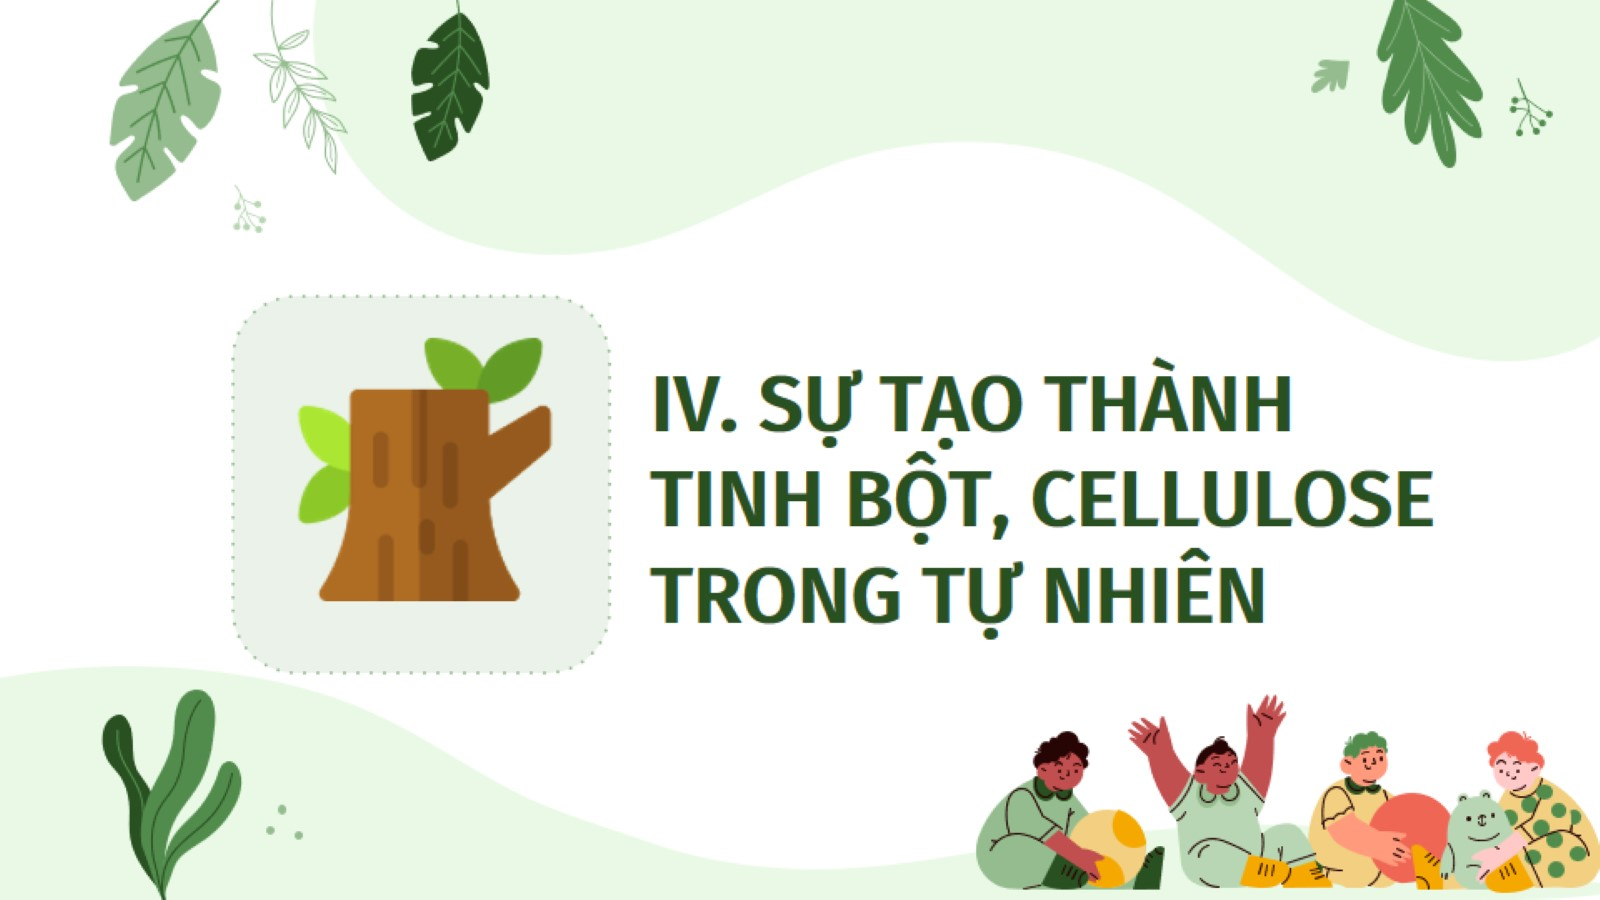 IV. SỰ TẠO THÀNH
TINH BỘT, CELLULOSE
TRONG TỰ NHIÊN